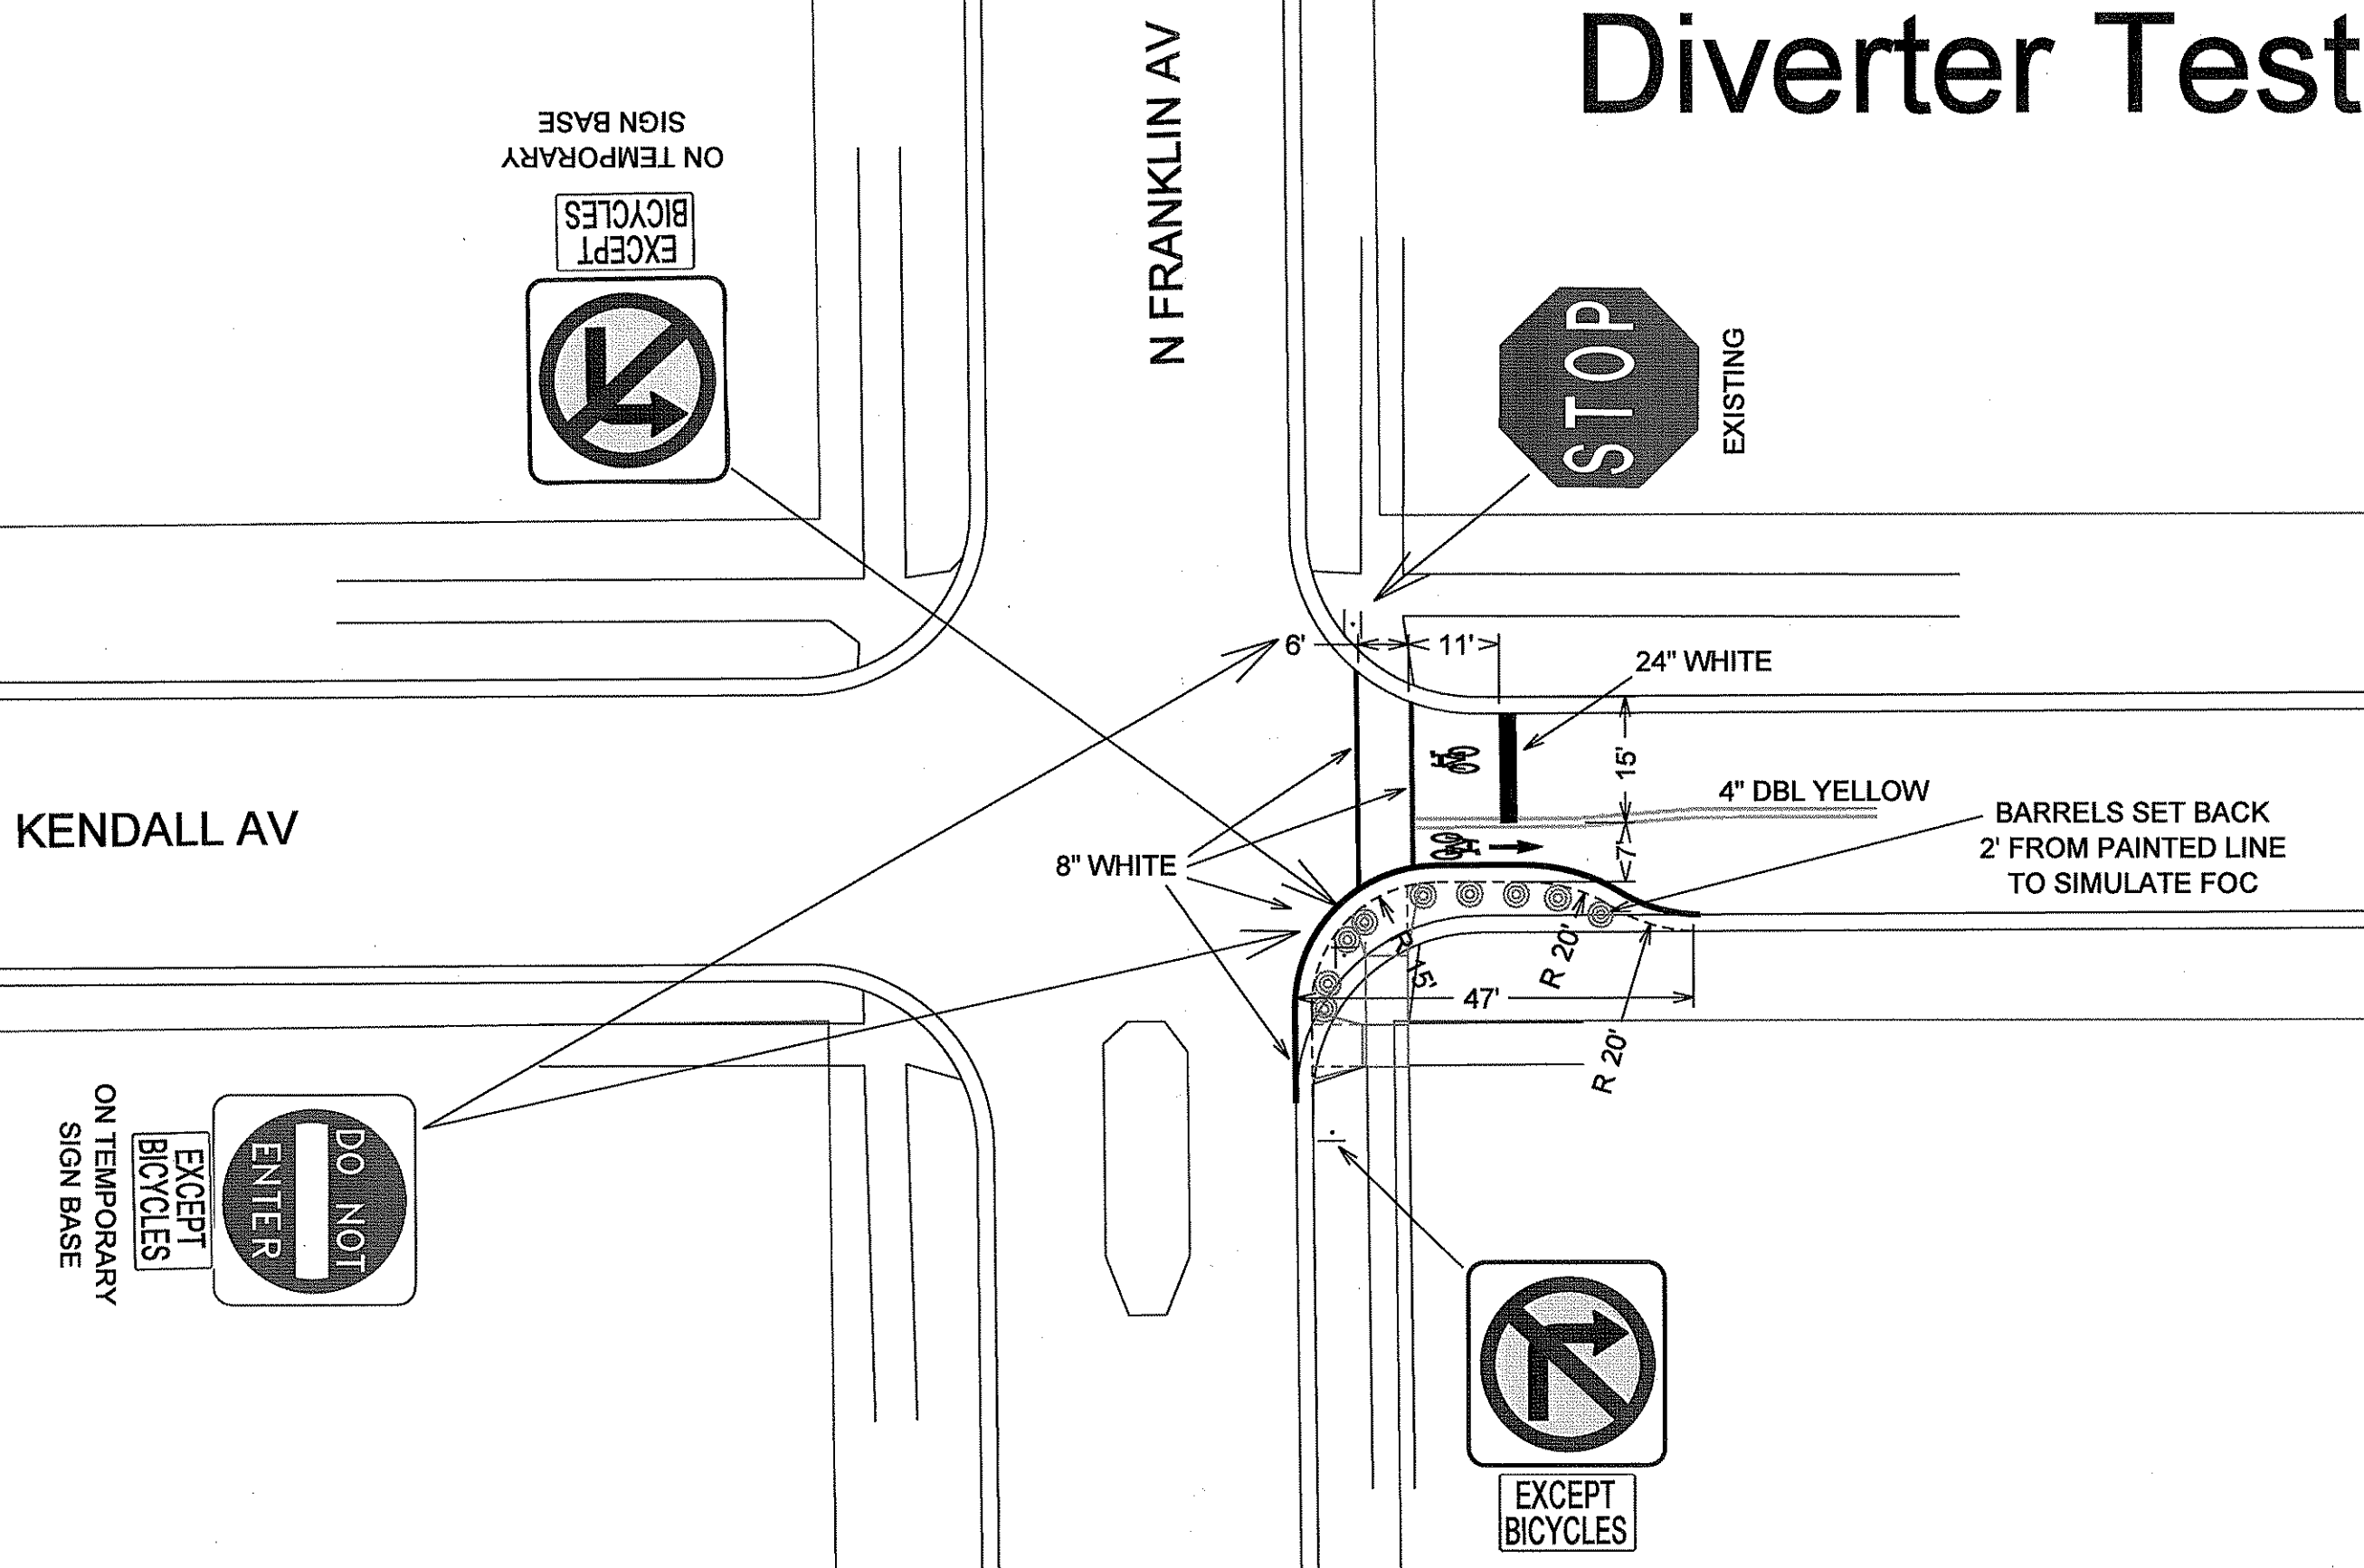 Diverter Test
N FRANKLIN AV
ON TEMPORARY
SIGN BASE
EXCEPT
BICYCLES
STOP
EXISTING
6'
11'
24" WHITE
15'
4" DBL YELLOW
KENDALL AV
BARRELS SET BACK
2' FROM PAINTED LINE
TO SIMULATE FOC
8" WHITE
7'
R 15'
R 20'
47'
R 20'
DO NOT
ENTER
EXCEPT
BICYCLES
ON TEMPORARY
SIGN BASE
EXCEPT
BICYCLES